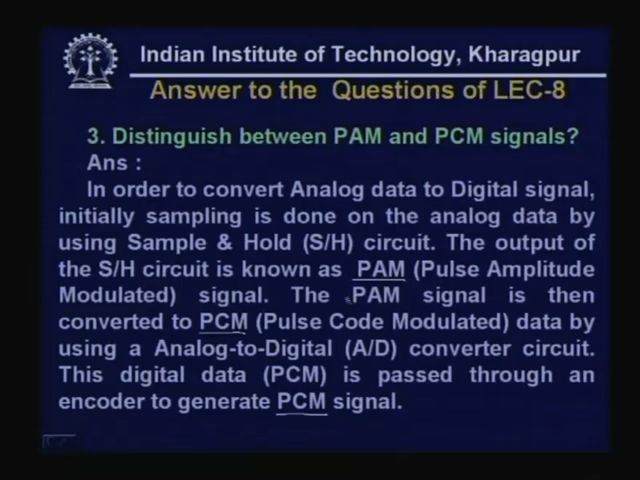 Indian Institute of Technology, Kharagpur
Answer to the Questions of LEC-8
3. Distinguish between PAM and PCM signals?
Ans :
In order to convert Analog data to Digital signal,
initially sampling is done on the analog data by
using Sample & Hold (S/H) circuit. The output of
the S/H circuit is known as PAM (Pulse Amplitude
Modulated) signal. The PAM signal is then
converted to PCM (Pulse Code Modulated) data by
using a Analog-to-Digital (A/D) converter circuit.
This digital data (PCM) is passed through an
encoder to generate PCM signal.